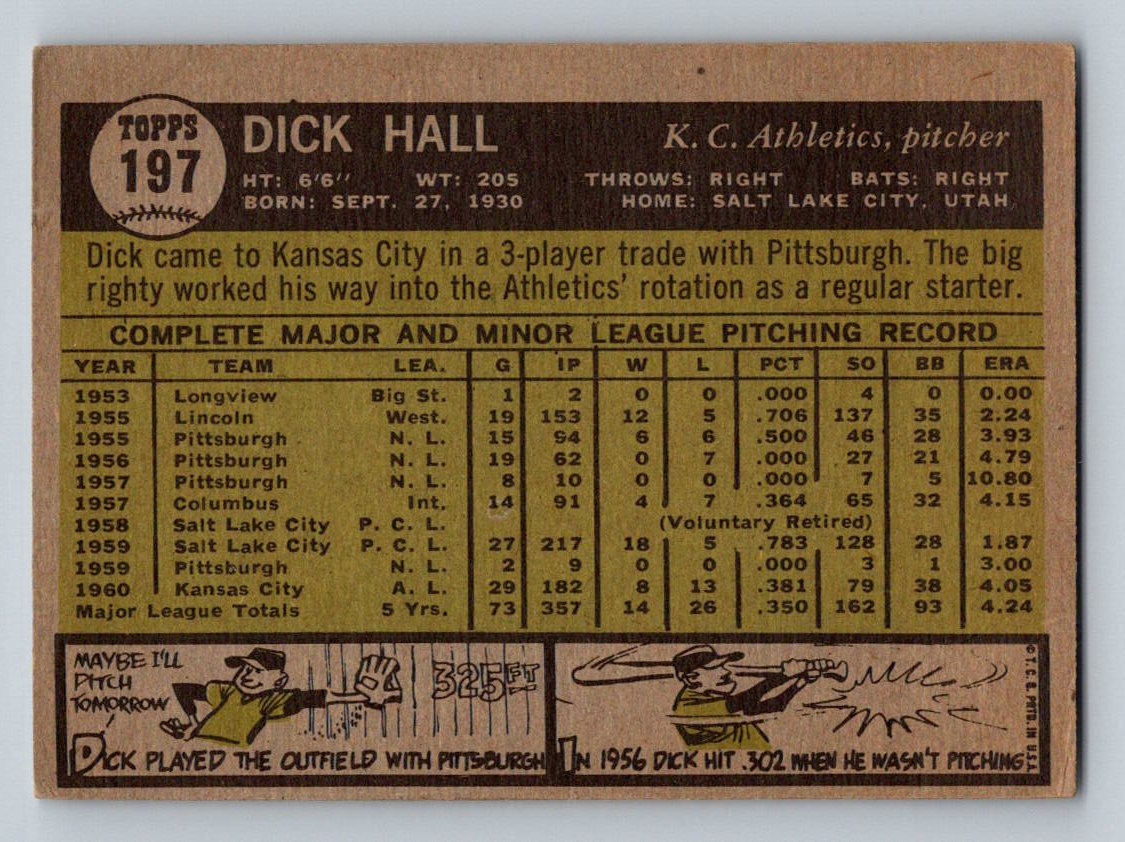 TOPPS
197
DICK HALL
K. C. Athletics, pitcher
HT: 6'6" WT: 205 THROWS: RIGHT BATS: RIGHT
BORN: SEPT. 27, 1930 HOME: SALT LAKE CITY, UTAH
Dick came to Kansas City in a 3-player trade with Pittsburgh. The big
righty worked his way into the Athletics' rotation as a regular starter.
COMPLETE MAJOR AND MINOR LEAGUE PITCHING RECORD
YEAR TEAM LEA. G IP W L PCT SO BB ERA
1953 Longview Big St. 1 2 0 0 .000 4 0 0.00
1955 Lincoln West. 19 153 12 5 .706 137 35 2.24
1955 Pittsburgh N. L. 15 94 6 6 .500 46 28 3.93
1956 Pittsburgh N. L. 19 62 0 7 .000 27 21 4.79
1957 Pittsburgh N. L. 8 10 0 0 .000 7 5 10.80
1957 Columbus Int. 14 91 4 7 .364 65 32 4.15
1958 Salt Lake City P. C. L. (Voluntary Retired)
1959 Salt Lake City P. C. L. 27 217 18 5 .783 128 28 1.87
1959 Pittsburgh N. L. 2 9 0 0 .000 3 1 3.00
1960 Kansas City A. L. 29 182 8 13 .381 79 38 4.05
Major League Totals 5 Yrs. 73 357 14 26 .350 162 93 4.24
MAYBE I'LL
PITCH
TOMORROW
325 FT
DICK PLAYED THE OUTFIELD WITH PITTSBURGH
IN 1956 DICK HIT .302 WHEN HE WASN'T PITCHING
© T. C. G. PRTD. IN U.S.A.